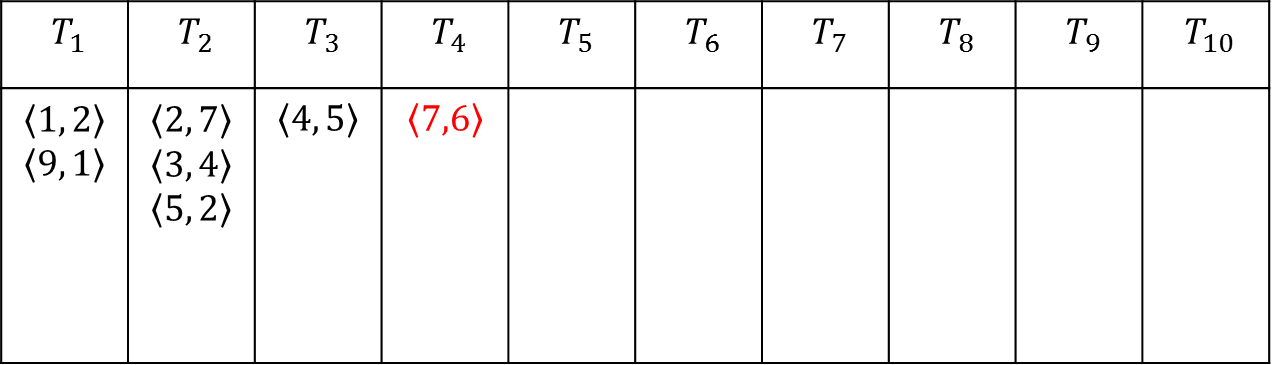 T₁ T₂ T₃ T₄ T₅ T₆ T₇ T₈ T₉ T₁₀
⟨1, 2⟩ ⟨2, 7⟩ ⟨4, 5⟩ ⟨7,6⟩
⟨9, 1⟩ ⟨3, 4⟩
⟨5, 2⟩